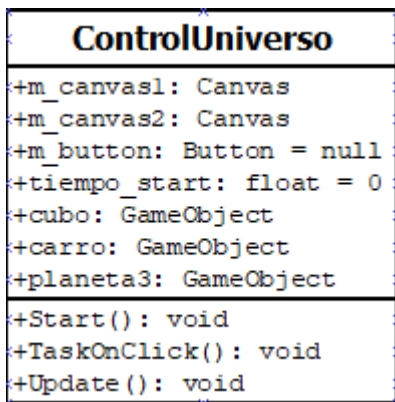 ControlUniverso
+m_canvas1: Canvas
+m_canvas2: Canvas
+m_button: Button = null
+tiempo_start: float = 0
+cubo: GameObject
+carro: GameObject
+planeta3: GameObject
+Start(): void
+TaskOnClick(): void
+Update(): void